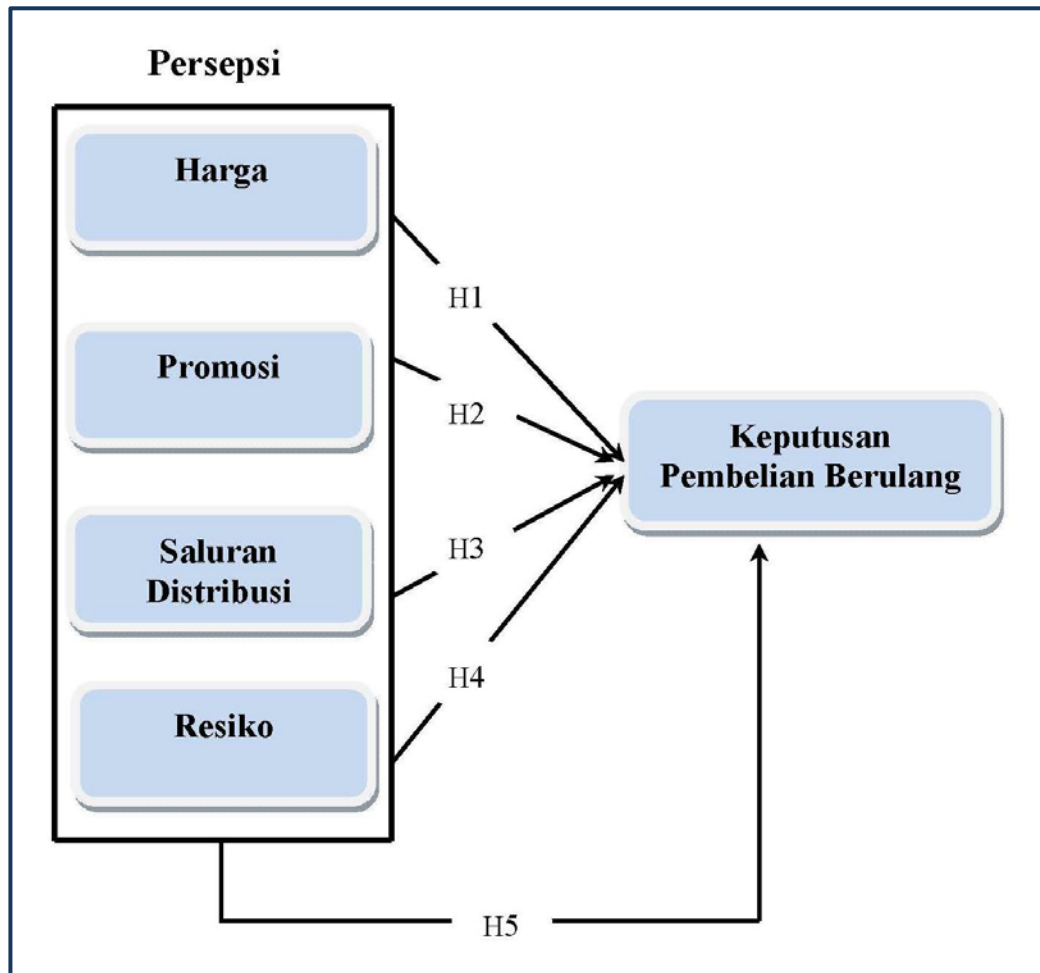 Persepsi
Harga
H1
Promosi
H2
Keputusan
Pembelian Berulang
Saluran
Distribusi
H3
Resiko
H4
H5